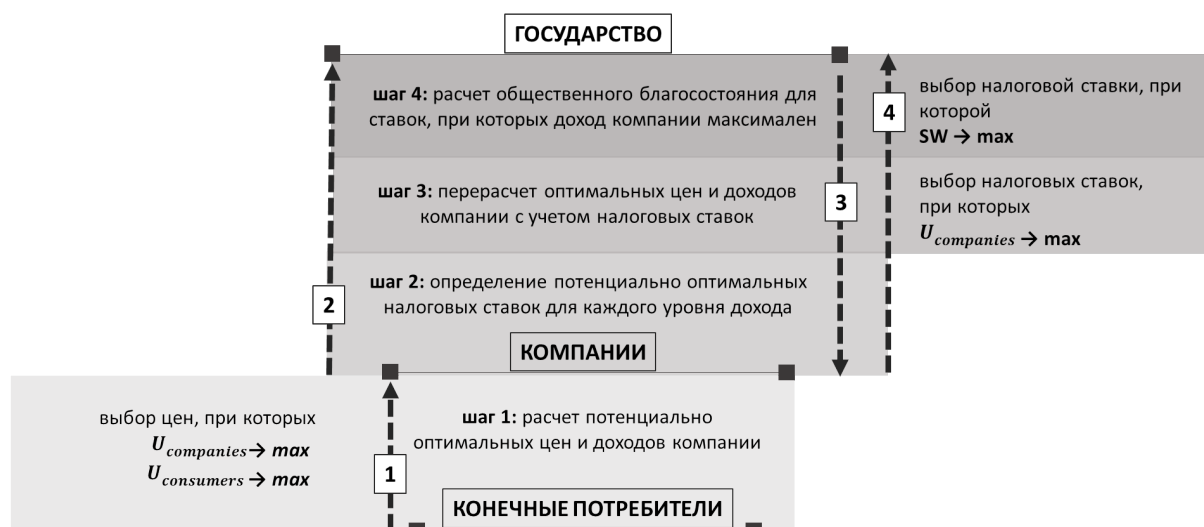 ГОСУДАРСТВО
шаг 4: расчет общественного благосостояния для
ставок, при которых доход компании максимален
4
выбор налоговой ставки, при
которой
SW → max
шаг 3: перерасчет оптимальных цен и доходов
компании с учетом налоговых ставок
3
выбор налоговых ставок,
при которых
U companies → max
2
шаг 2: определение потенциально оптимальных
налоговых ставок для каждого уровня дохода
КОМПАНИИ
выбор цен, при которых
U companies → max
U consumers → max
1
шаг 1: расчет потенциально
оптимальных цен и доходов компании
КОНЕЧНЫЕ ПОТРЕБИТЕЛИ